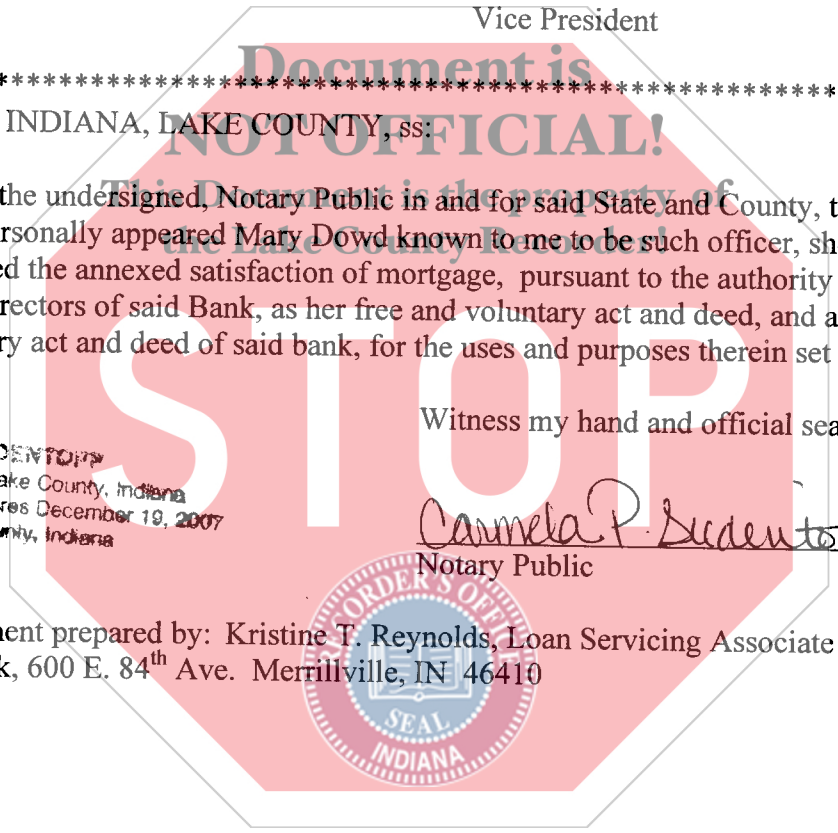 Vice President
Document is
*****************************************************************
INDIANA, LAKE COUNTY, ss:
NOT OFFICIAL!
the undersigned, Notary Public in and for said State and County, t
This Document is the property of
rsonally appeared Mary Dowd known to me to be such officer, sh
the Lake County Recorder!
ed the annexed satisfaction of mortgage, pursuant to the authority
rectors of said Bank, as her free and voluntary act and deed, and a
ry act and deed of said bank, for the uses and purposes therein set
STOP
Witness my hand and official sea
DENTOPP
ake County, Indiana
res December 19, 2007
unty, Indiana
Carmela P. Sudento
Notary Public
RECORDER'S OFFICE
ent prepared by: Kristine T. Reynolds, Loan Servicing Associate
k, 600 E. 84th Ave. Merrillville, IN 46410
SEAL
INDIANA